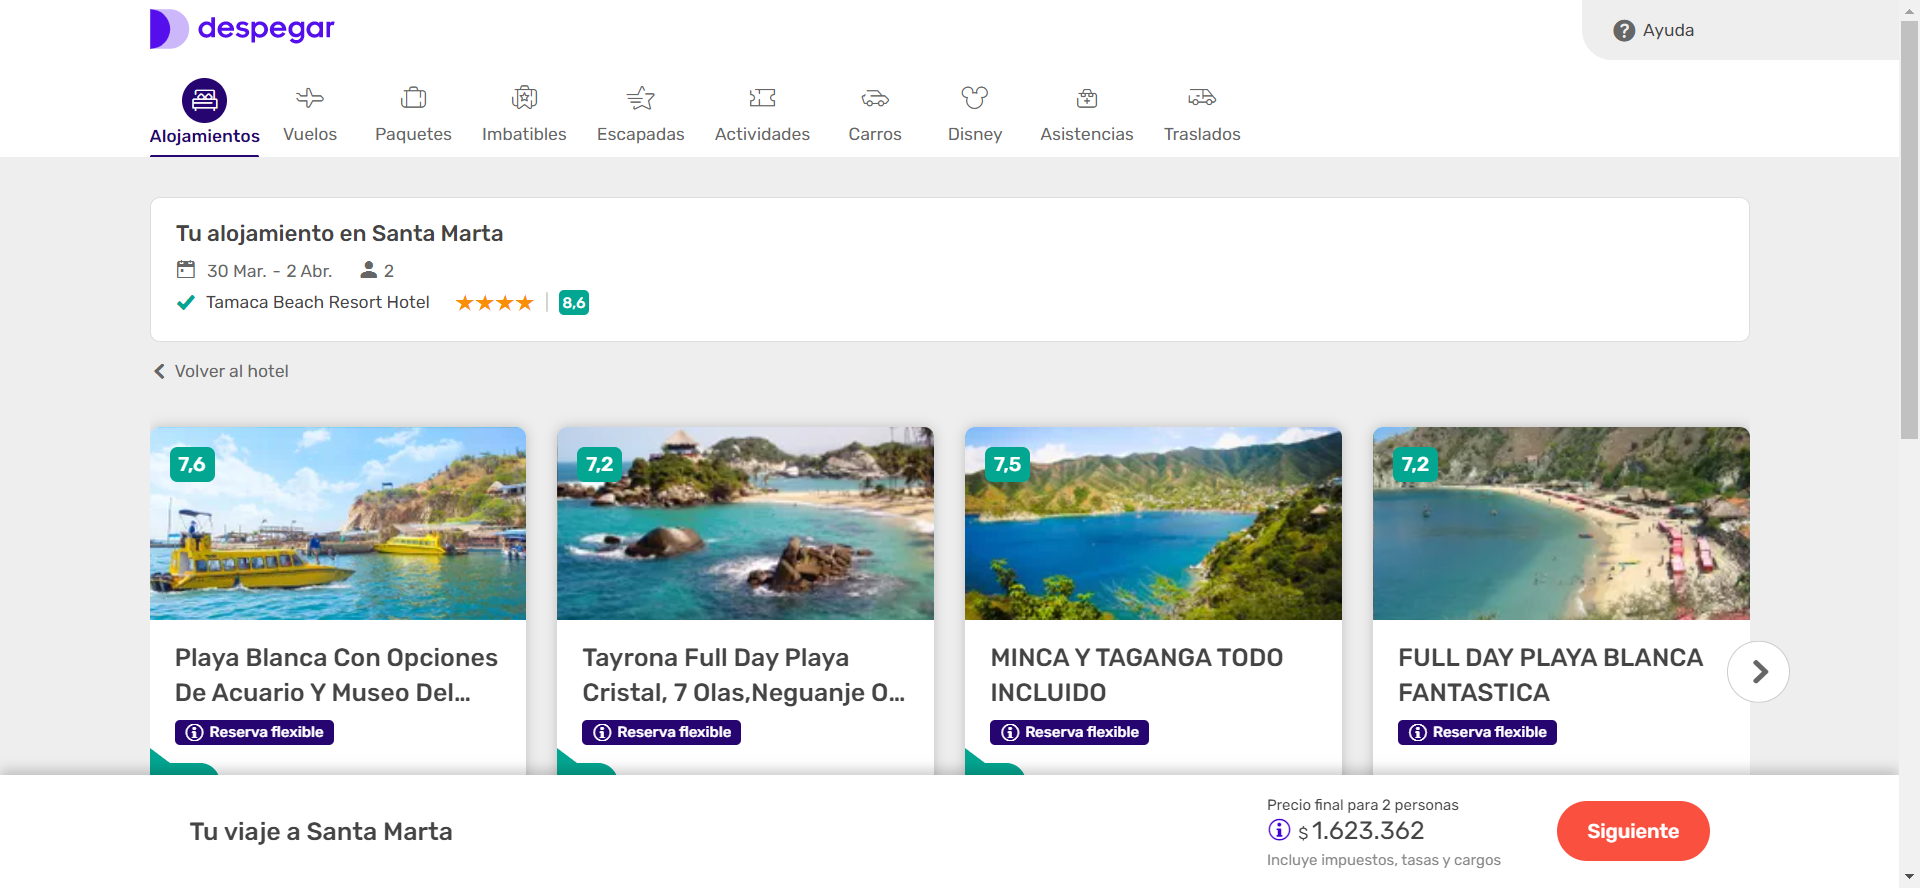 despegar
Ayuda
Alojamientos
Vuelos
Paquetes
Imbatibles
Escapadas
Actividades
Carros
Disney
Asistencias
Traslados
Tu alojamiento en Santa Marta
30 Mar. - 2 Abr. 2
Tamaca Beach Resort Hotel 8,6
Volver al hotel
7,6
Playa Blanca Con Opciones
De Acuario Y Museo Del...
Reserva flexible
7,2
Tayrona Full Day Playa
Cristal, 7 Olas,Neguanje O...
Reserva flexible
7,5
MINCA Y TAGANGA TODO
INCLUIDO
Reserva flexible
7,2
FULL DAY PLAYA BLANCA
FANTASTICA
Reserva flexible
Tu viaje a Santa Marta
Precio final para 2 personas
$ 1.623.362
Incluye impuestos, tasas y cargos
Siguiente